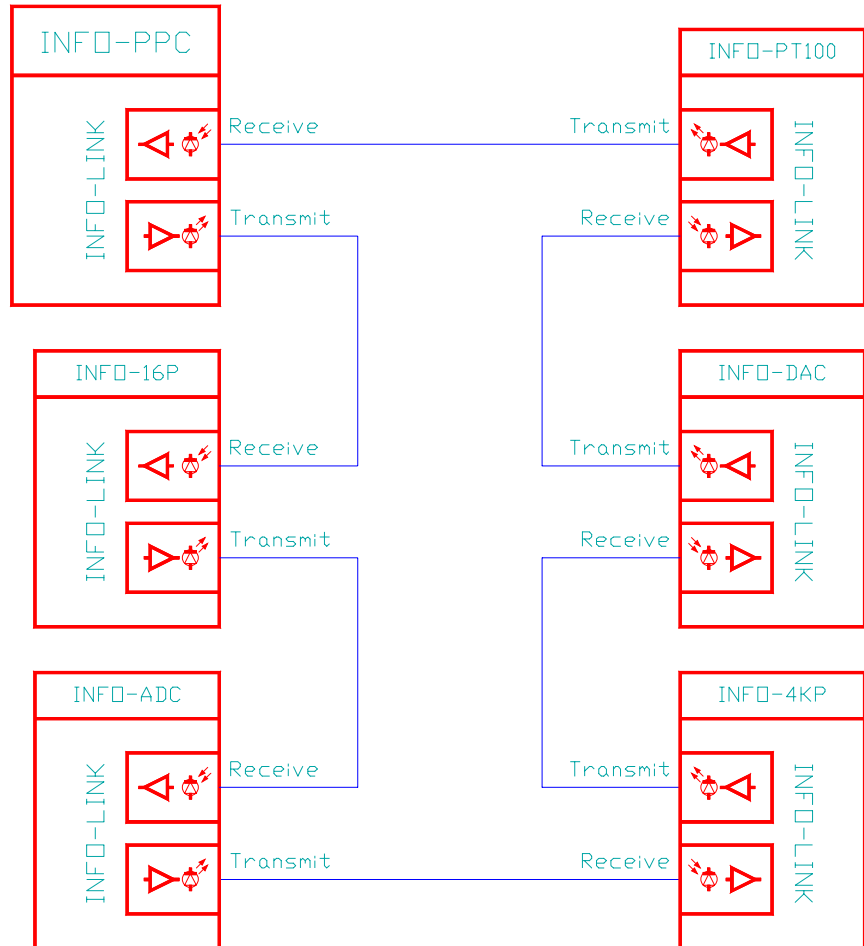 INFO-PPC
INFO-LINK
Receive
Transmit
INFO-PT100
Transmit
Receive
INFO-LINK
INFO-16P
INFO-LINK
Receive
Transmit
INFO-DAC
Transmit
Receive
INFO-LINK
INFO-ADC
INFO-LINK
Receive
Transmit
INFO-4KP
Transmit
Receive
INFO-LINK